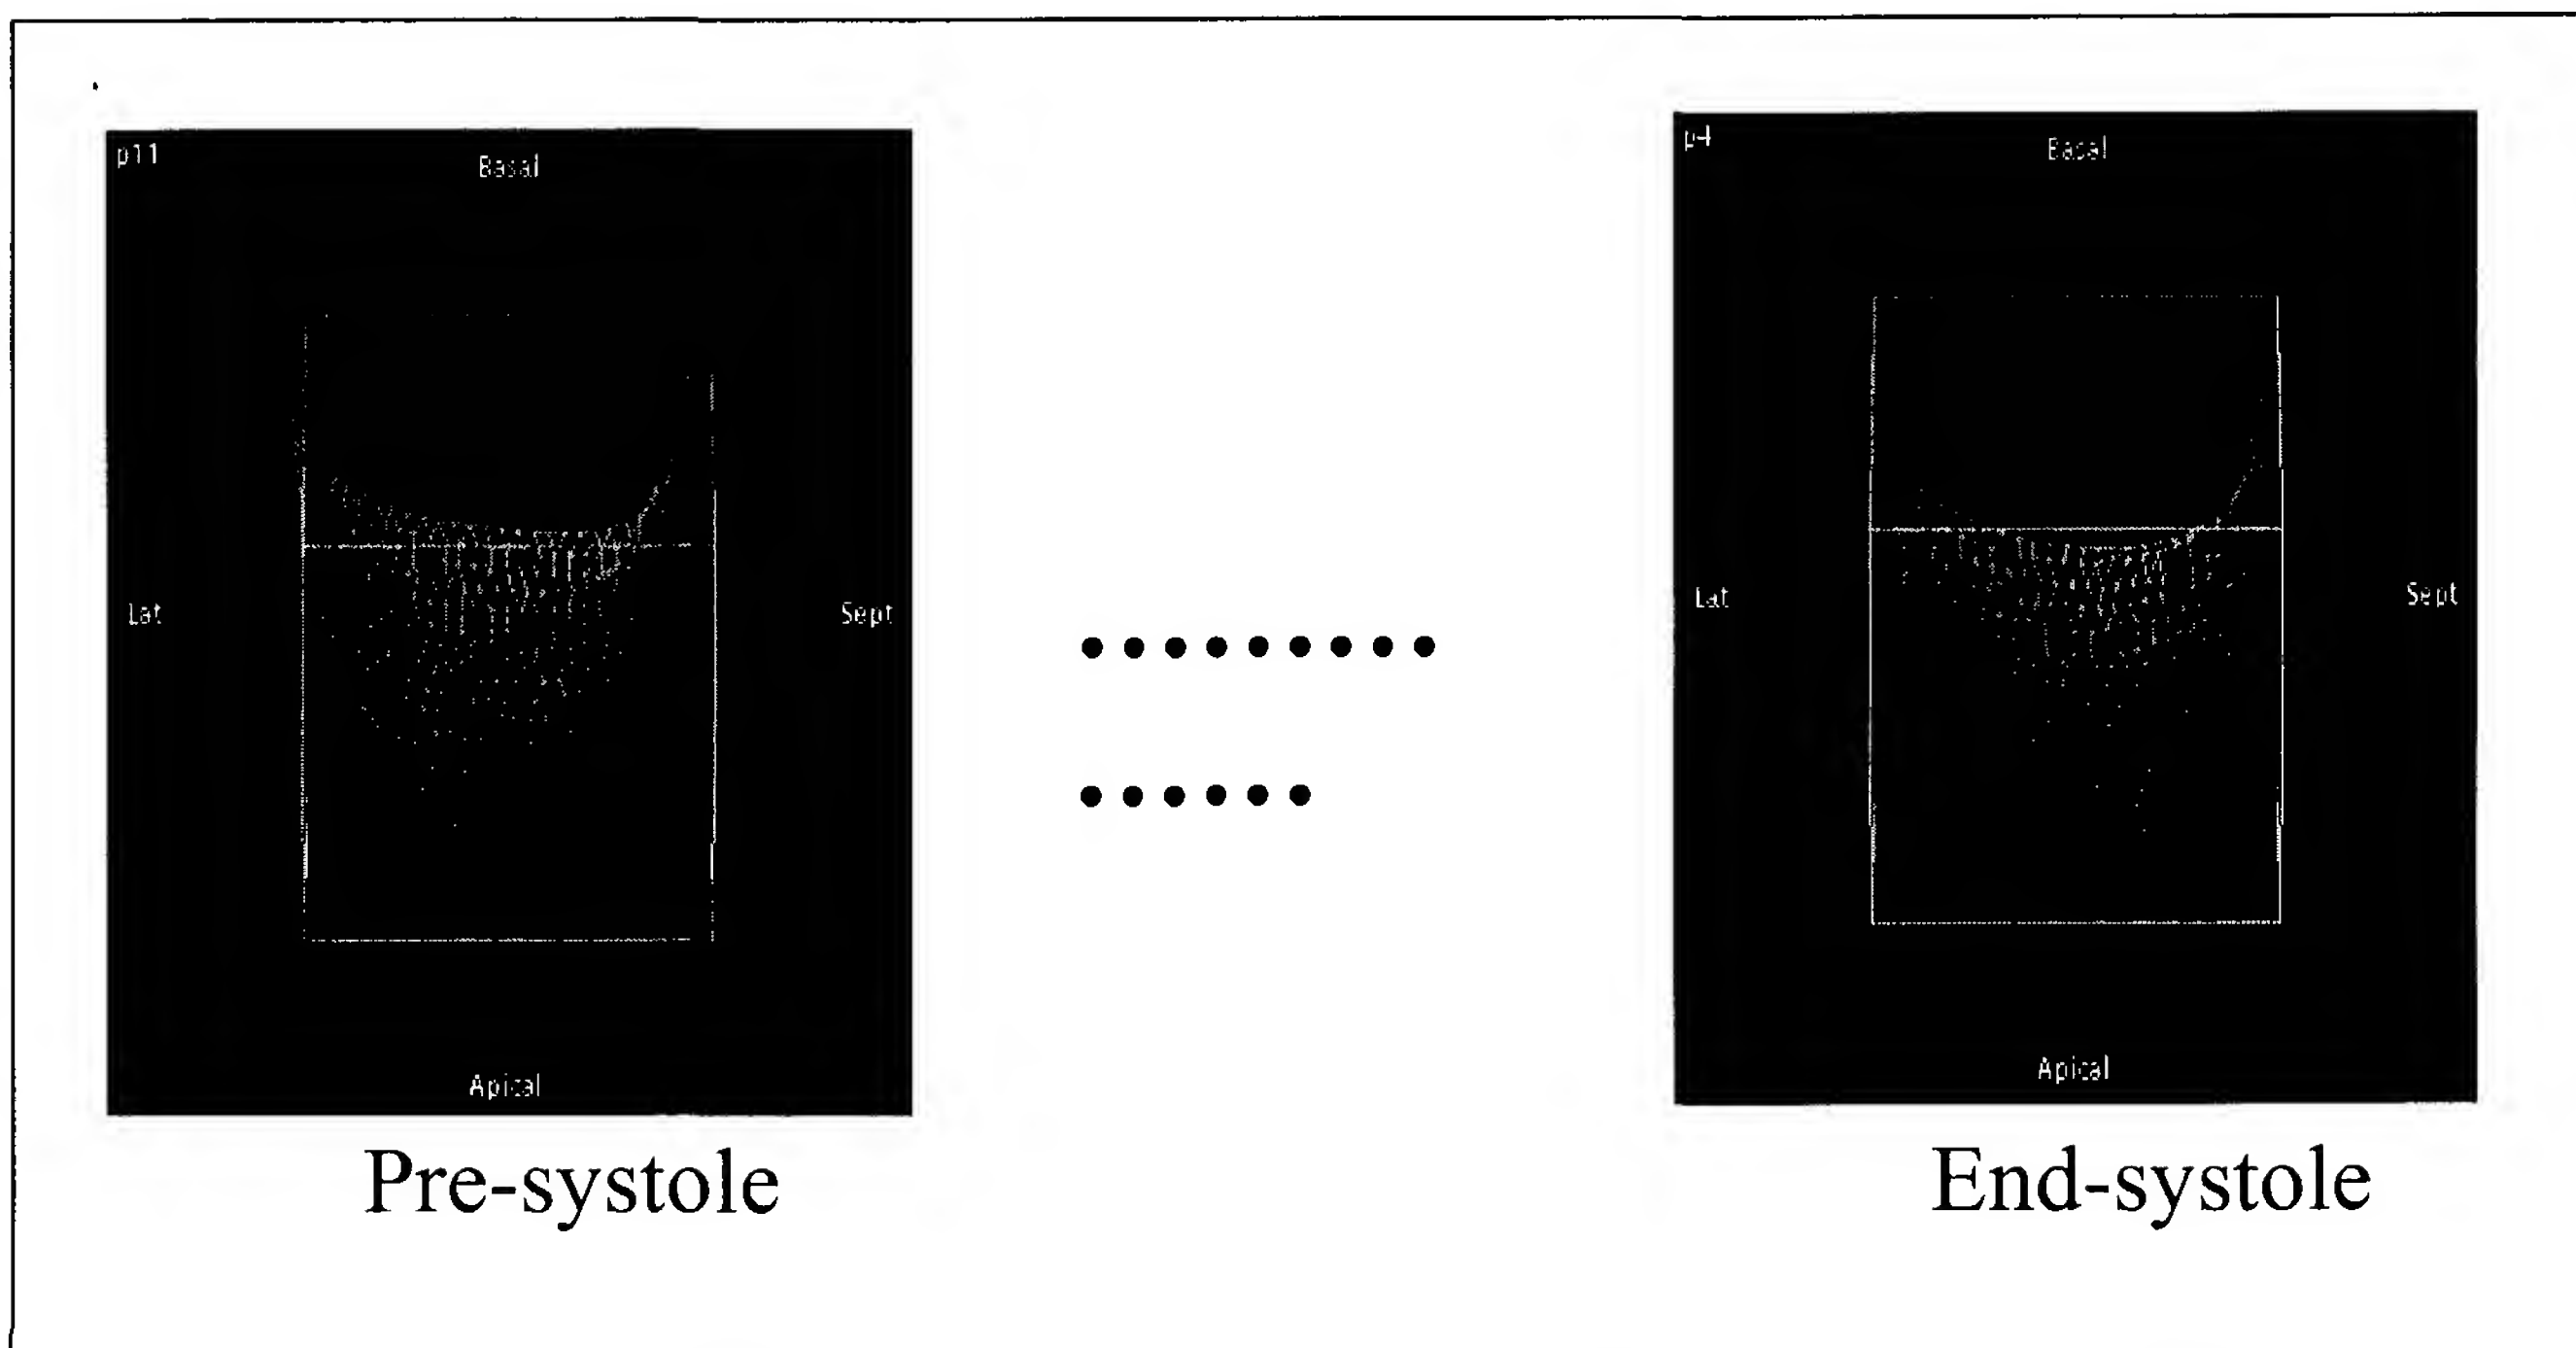 p11
Basal
Lat
Sept
Apical
Pre-systole
p4
Basal
Lat
Sept
Apical
End-systole